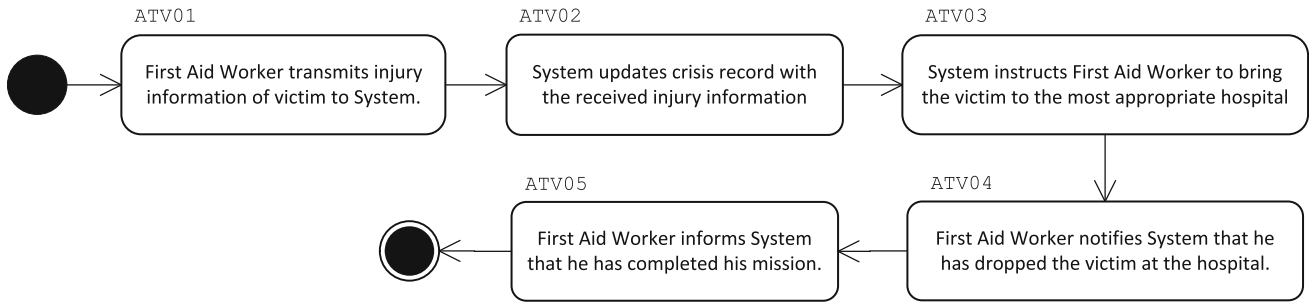 ATV01
First Aid Worker transmits injury
information of victim to System.
ATV02
System updates crisis record with
the received injury information
ATV03
System instructs First Aid Worker to bring
the victim to the most appropriate hospital
ATV04
First Aid Worker notifies System that he
has dropped the victim at the hospital.
ATV05
First Aid Worker informs System
that he has completed his mission.